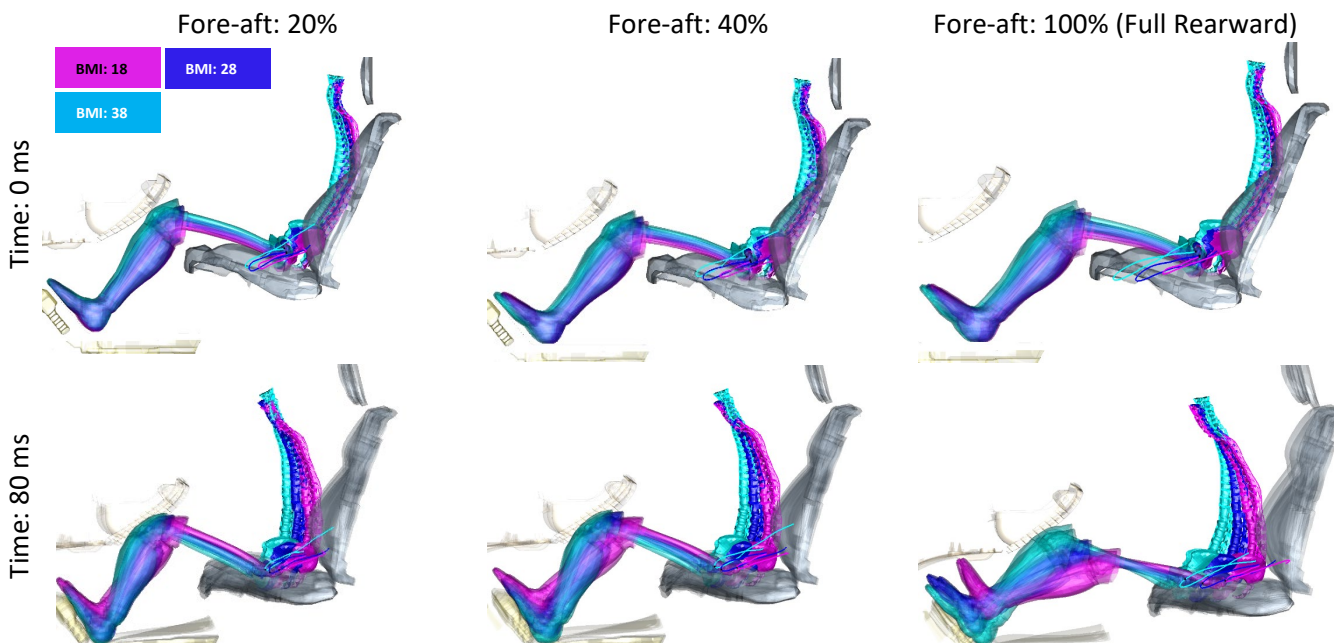 Fore-aft: 20%
Fore-aft: 40%
Fore-aft: 100% (Full Rearward)
BMI: 18
BMI: 28
BMI: 38
Time: 0 ms
Time: 80 ms